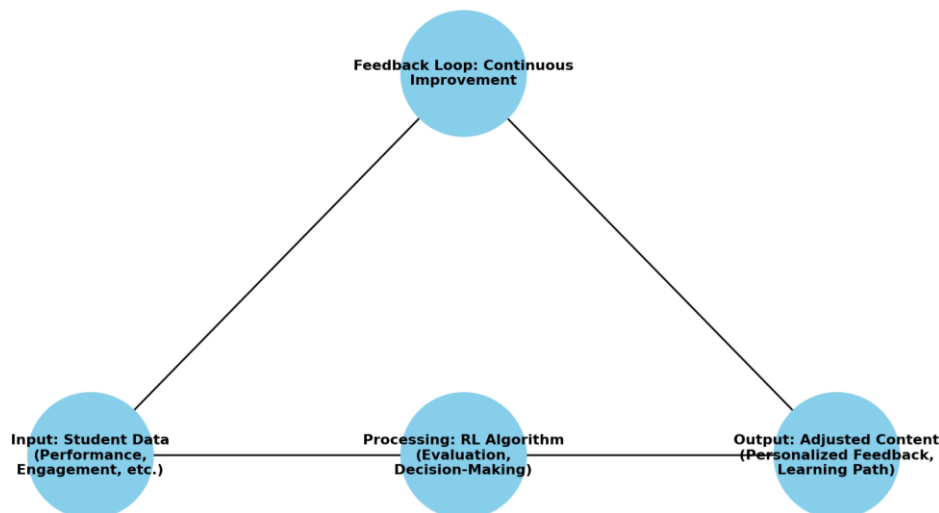 Feedback Loop: Continuous
Improvement
Input: Student Data
(Performance,
Engagement, etc.)
Processing: RL Algorithm
(Evaluation,
Decision-Making)
Output: Adjusted Content
(Personalized Feedback,
Learning Path)